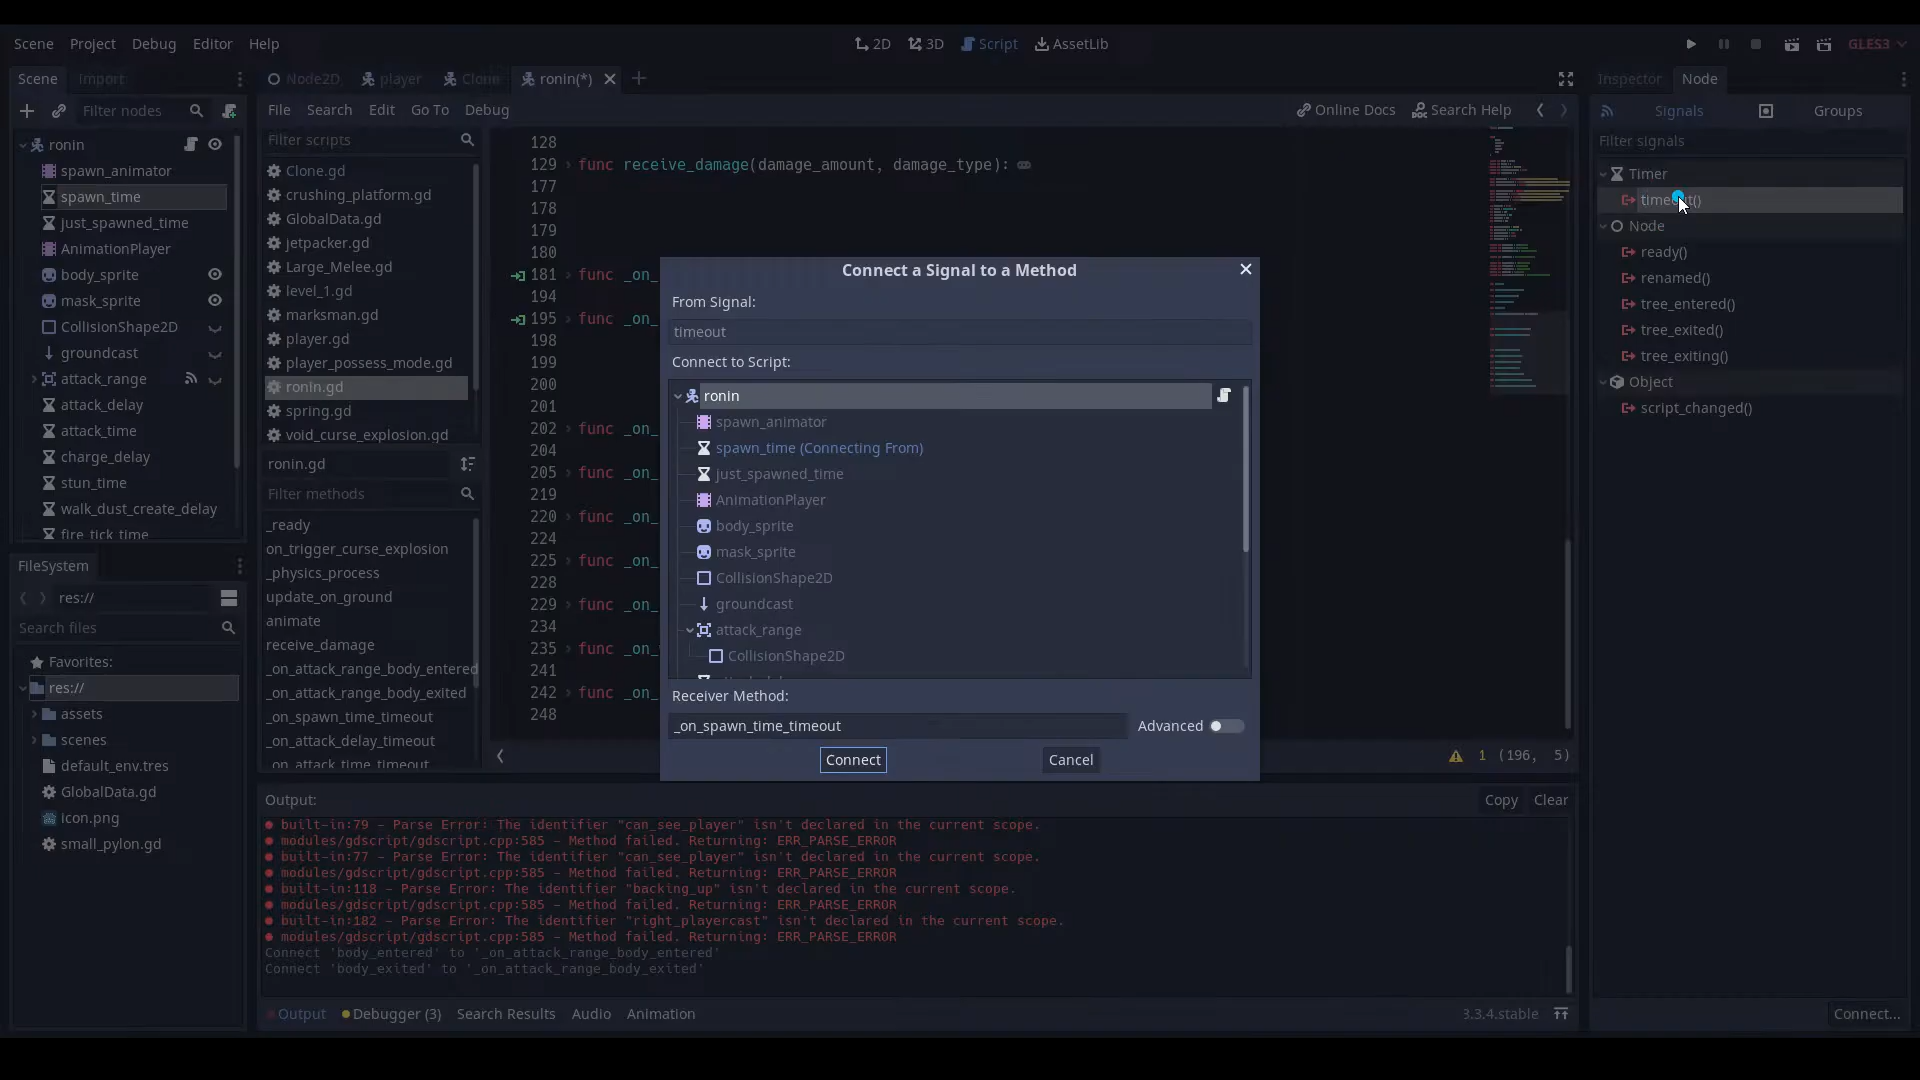 Scene Project Debug Editor Help
2D 3D Script AssetLib
GLES3
Scene Import
Filter nodes
ronin
spawn_animator
spawn_time
just_spawned_time
AnimationPlayer
body_sprite
mask_sprite
CollisionShape2D
groundcast
attack_range
attack_delay
attack_time
charge_delay
stun_time
walk_dust_create_delay
fire_tick_time
FileSystem
res://
Search files
Favorites:
res://
assets
scenes
default_env.tres
GlobalData.gd
icon.png
small_pylon.gd
Node2D player Clone ronin(*)
File Search Edit Go To Debug
Online Docs Search Help
Filter scripts
Clone.gd
crushing_platform.gd
GlobalData.gd
jetpacker.gd
Large_Melee.gd
level_1.gd
marksman.gd
player.gd
player_possess_mode.gd
ronin.gd
spring.gd
void_curse_explosion.gd
ronin.gd
Filter methods
_ready
on_trigger_curse_explosion
_physics_process
update_on_ground
animate
receive_damage
_on_attack_range_body_entered
_on_attack_range_body_exited
_on_spawn_time_timeout
_on_attack_delay_timeout
_on_attack_time_timeout
128
129 func receive_damage(damage_amount, damage_type):
177
178
179
180
181 func _on_
194
195 func _on_
198
199
200
201
202 func _on_
204
205 func _on_
219
220 func _on_
224
225 func _on_
228
229 func _on_
234
235 func _on_
241
242 func _on_
248
1 (196, 5)
Connect a Signal to a Method
From Signal:
timeout
Connect to Script:
ronin
spawn_animator
spawn_time (Connecting From)
just_spawned_time
AnimationPlayer
body_sprite
mask_sprite
CollisionShape2D
groundcast
attack_range
CollisionShape2D
Receiver Method:
_on_spawn_time_timeout
Advanced
Connect Cancel
Output:
Copy Clear
built-in:79 - Parse Error: The identifier "can_see_player" isn't declared in the current scope.
modules/gdscript/gdscript.cpp:585 - Method failed. Returning: ERR_PARSE_ERROR
built-in:77 - Parse Error: The identifier "can_see_player" isn't declared in the current scope.
modules/gdscript/gdscript.cpp:585 - Method failed. Returning: ERR_PARSE_ERROR
built-in:118 - Parse Error: The identifier "backing_up" isn't declared in the current scope.
modules/gdscript/gdscript.cpp:585 - Method failed. Returning: ERR_PARSE_ERROR
built-in:182 - Parse Error: The identifier "right_playercast" isn't declared in the current scope.
modules/gdscript/gdscript.cpp:585 - Method failed. Returning: ERR_PARSE_ERROR
Connect 'body_entered' to '_on_attack_range_body_entered'
Connect 'body_exited' to '_on_attack_range_body_exited'
Output Debugger (3) Search Results Audio Animation
3.3.4.stable
Inspector Node
Signals Groups
Filter signals
Timer
timeout()
Node
ready()
renamed()
tree_entered()
tree_exited()
tree_exiting()
Object
script_changed()
Connect...